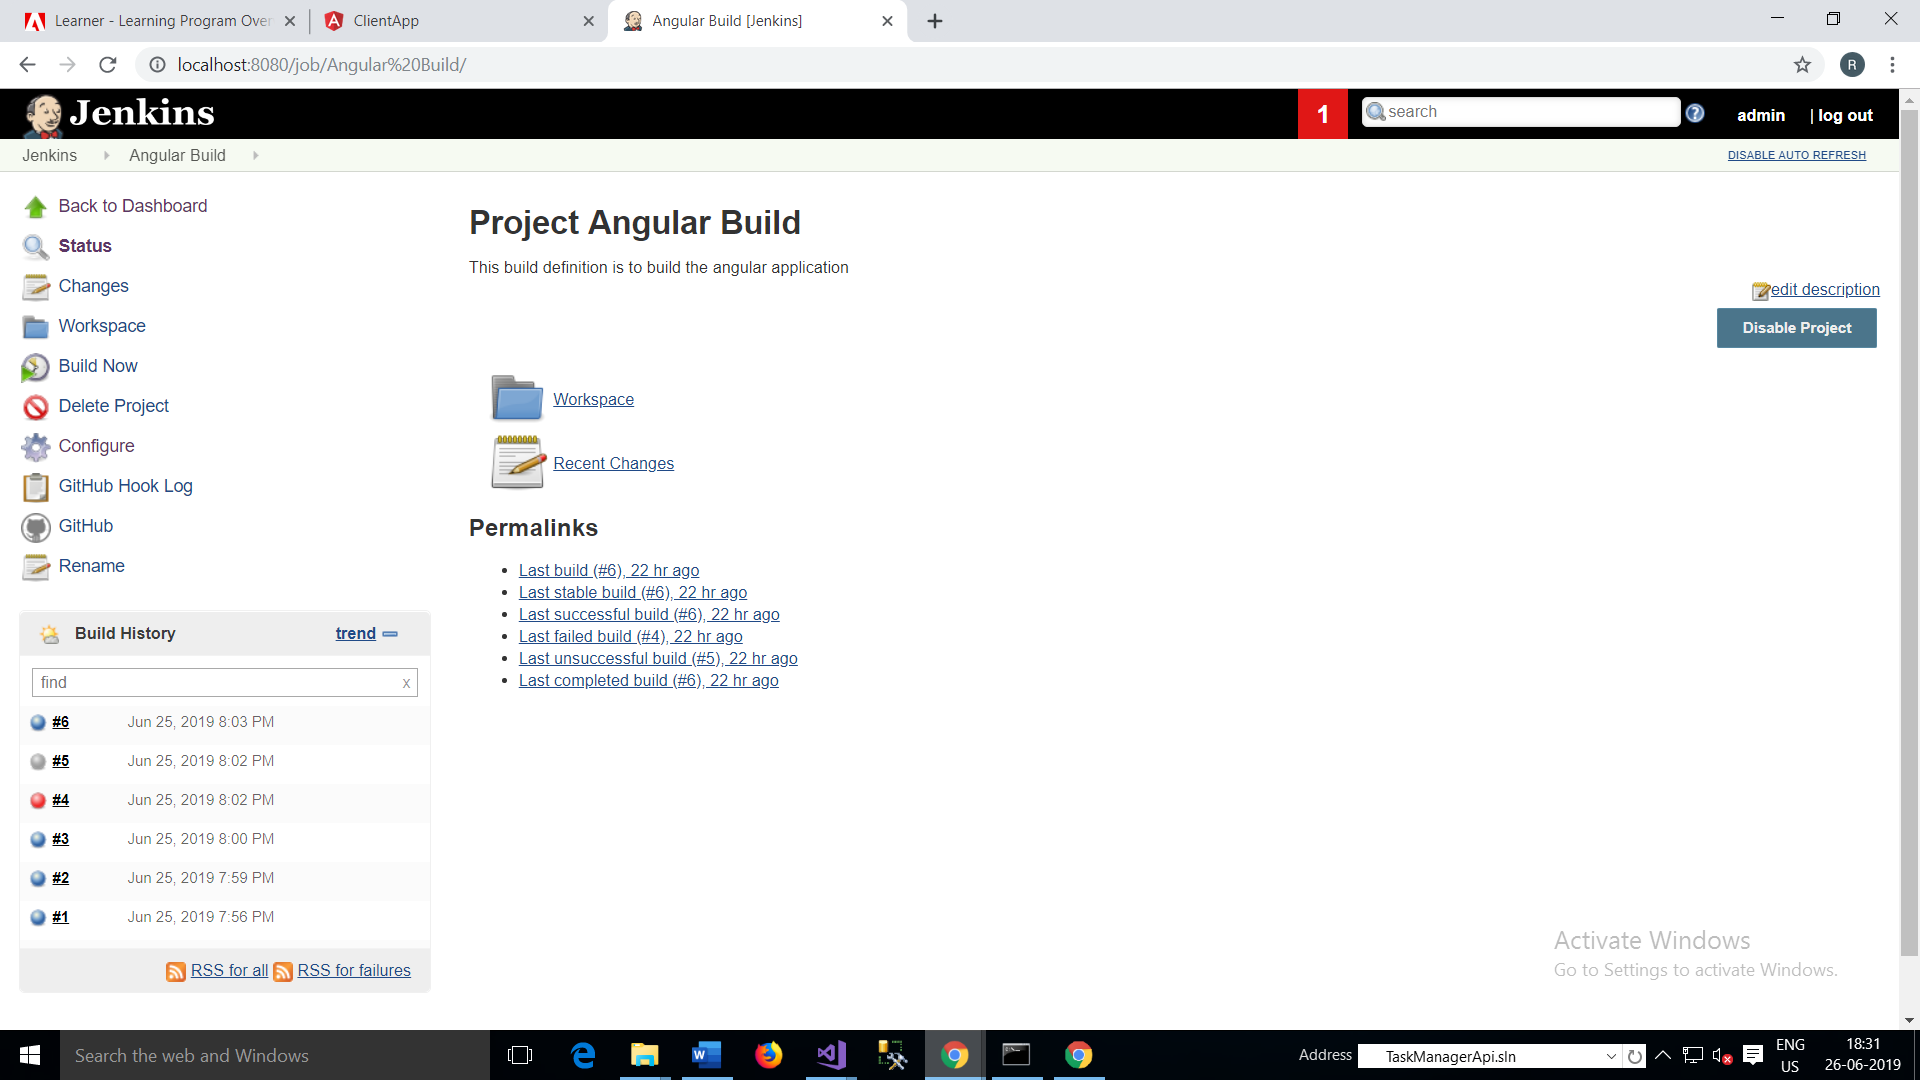 Learner - Learning Program Over
ClientApp
Angular Build [Jenkins]
localhost:8080/job/Angular%20Build/
R
Jenkins
1
search
admin
| log out
Jenkins
Angular Build
DISABLE AUTO REFRESH
Back to Dashboard
Status
Changes
Workspace
Build Now
Delete Project
Configure
GitHub Hook Log
GitHub
Rename
Project Angular Build
This build definition is to build the angular application
edit description
Disable Project
Workspace
Recent Changes
Permalinks
Last build (#6), 22 hr ago
Last stable build (#6), 22 hr ago
Last successful build (#6), 22 hr ago
Last failed build (#4), 22 hr ago
Last unsuccessful build (#5), 22 hr ago
Last completed build (#6), 22 hr ago
Build History
trend
find
x
#6 Jun 25, 2019 8:03 PM
#5 Jun 25, 2019 8:02 PM
#4 Jun 25, 2019 8:02 PM
#3 Jun 25, 2019 8:00 PM
#2 Jun 25, 2019 7:59 PM
#1 Jun 25, 2019 7:56 PM
RSS for all RSS for failures
Activate Windows
Go to Settings to activate Windows.
Search the web and Windows
Address
TaskManagerApi.sln
ENG
US
18:31
26-06-2019